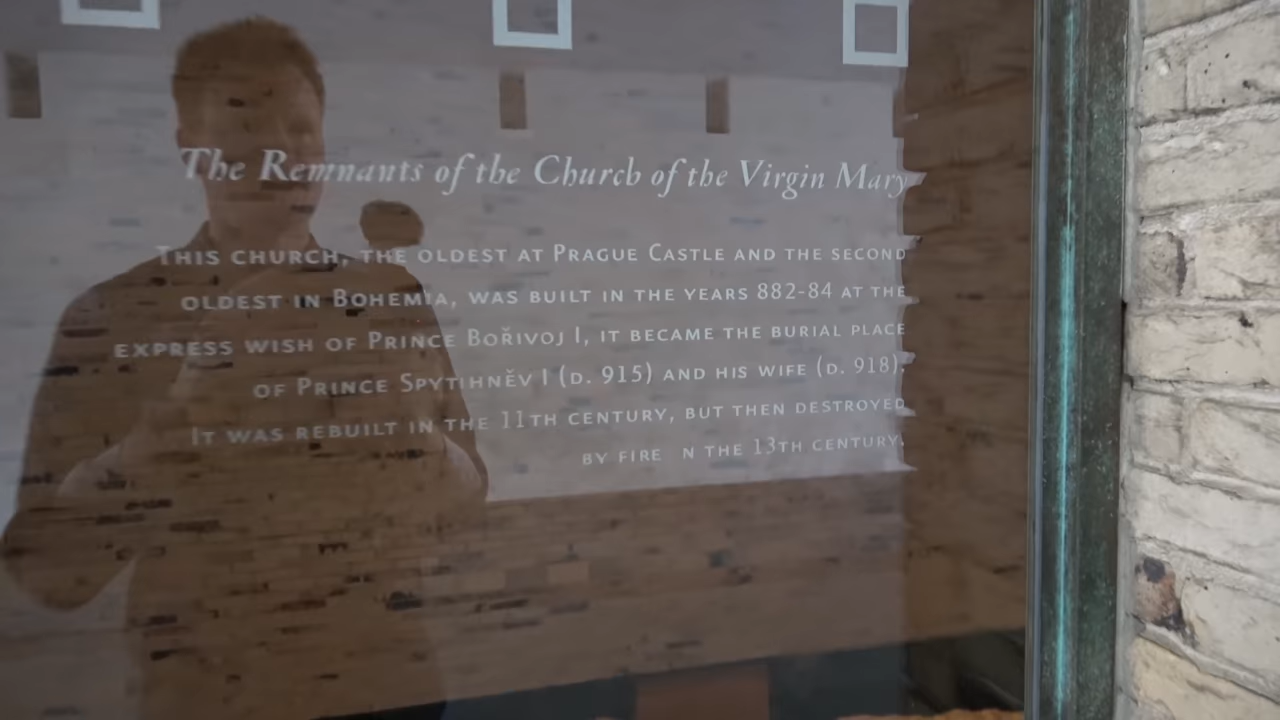 The Remnants of the Church of the Virgin Mary
This church, the oldest at Prague Castle and the second
oldest in Bohemia, was built in the years 882-84 at the
express wish of Prince Bořivoj I, it became the burial place
of Prince Spytihněv I (d. 915) and his wife (d. 918).
It was rebuilt in the 11th century, but then destroyed
by fire n the 13th century.